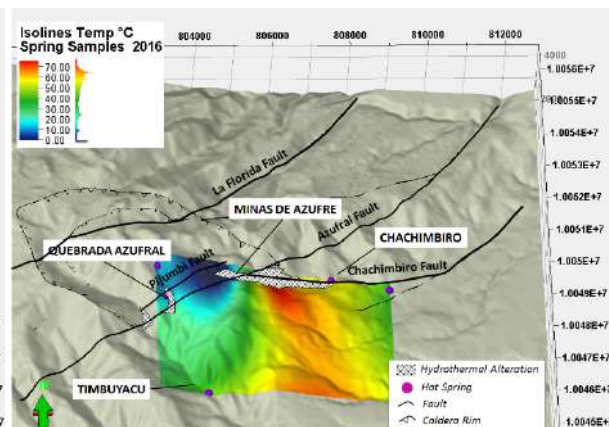 Isolines Temp °C
Spring Samples 2016
70.00
60.00
50.00
40.00
30.00
20.00
10.00
0.00
804000
806000
808000
810000
812000
4000
1.0056E+7
1.0055E+7
1.0054E+7
1.0053E+7
1.0052E+7
1.0051E+7
1.005E+7
1.0049E+7
1.0048E+7
1.0047E+7
1.0046E+7
1.0045E+7
La Florida Fault
MINAS DE AZUFRE
Azufral Fault
QUEBRADA AZUFRAL
CHACHIMBIRO
Pijumbi Fault
Chachimbiro Fault
TIMBUYACU
Hydrothermal Alteration
Hot Spring
Fault
Caldera Rim